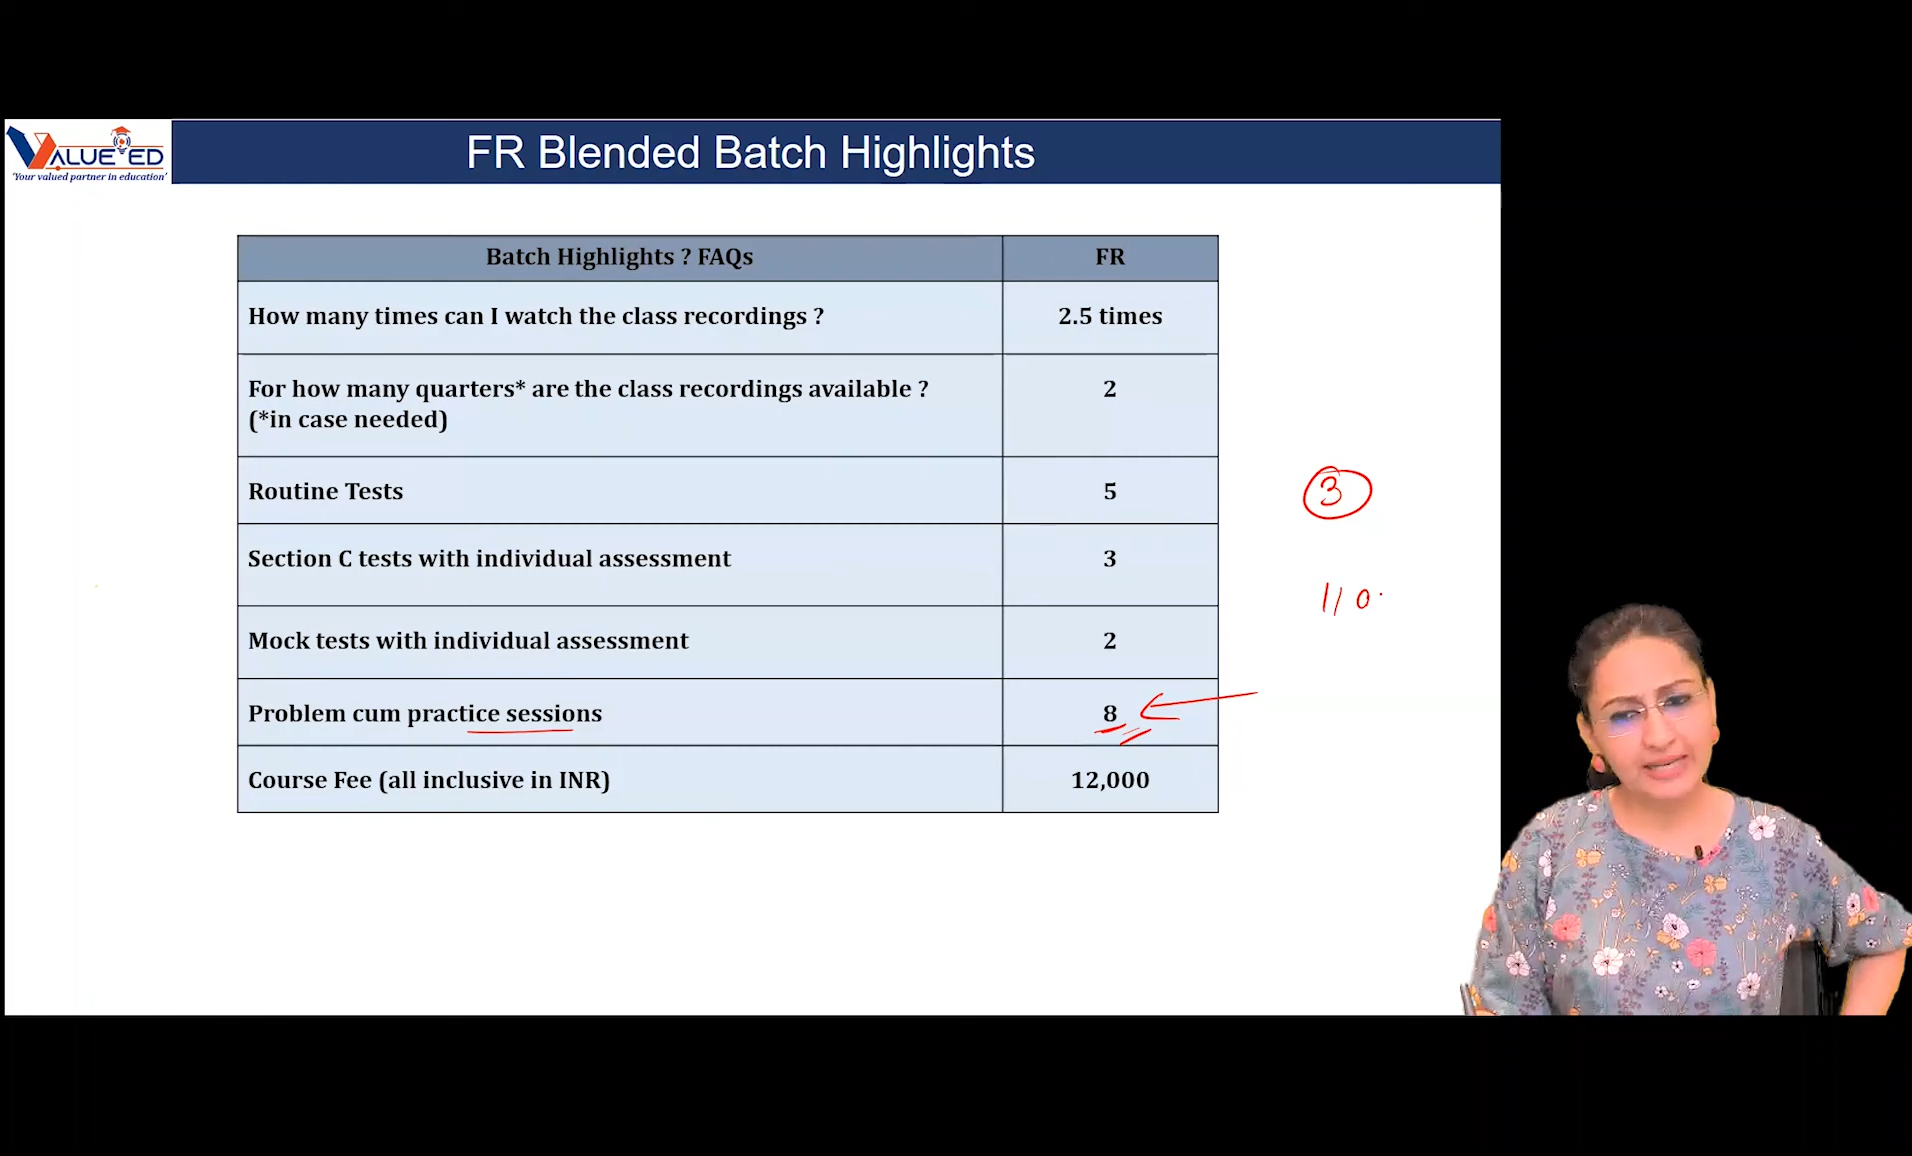 VALUE ED
'Your valued partner in education'
FR Blended Batch Highlights
Batch Highlights ? FAQs FR
How many times can I watch the class recordings ? 2.5 times
For how many quarters* are the class recordings available ? 2
(*in case needed)
Routine Tests 5
3
Section C tests with individual assessment 3
Mock tests with individual assessment 2
Problem cum practice sessions 8
Course Fee (all inclusive in INR) 12,000